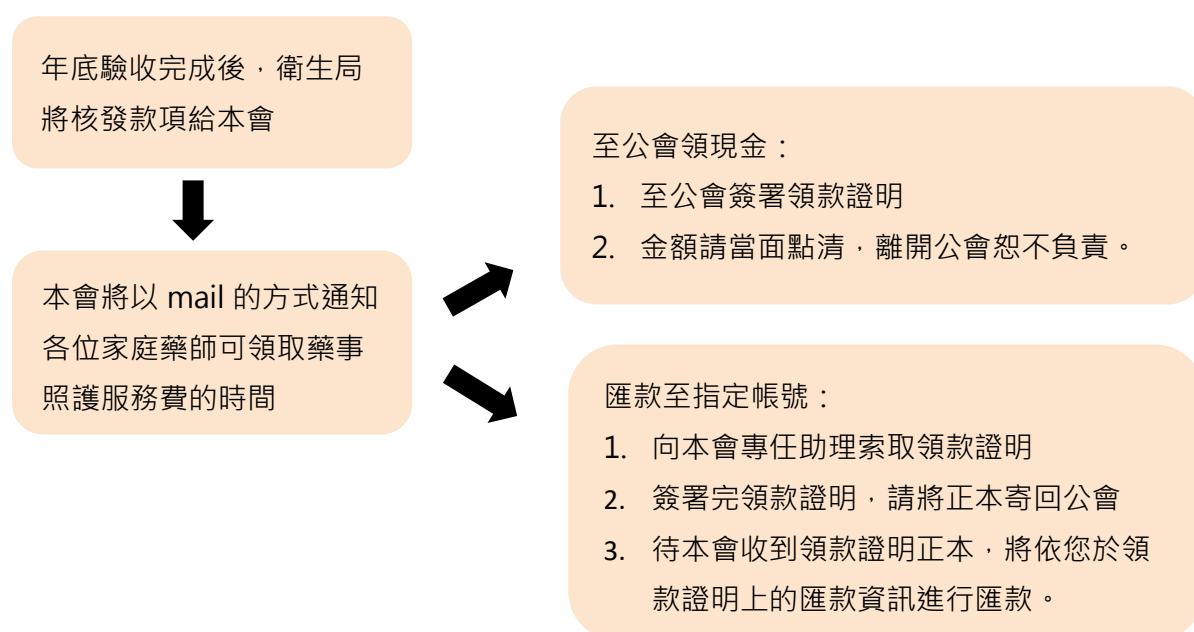 年底驗收完成後，衛生局
將核發款項給本會
本會將以 mail 的方式通知
各位家庭藥師可領取藥事
照護服務費的時間
至公會領現金：
1. 至公會簽署領款證明
2. 金額請當面點清，離開公會恕不負責。
匯款至指定帳號：
1. 向本會專任助理索取領款證明
2. 簽署完領款證明，請將正本寄回公會
3. 待本會收到領款證明正本，將依您於領
款證明上的匯款資訊進行匯款。